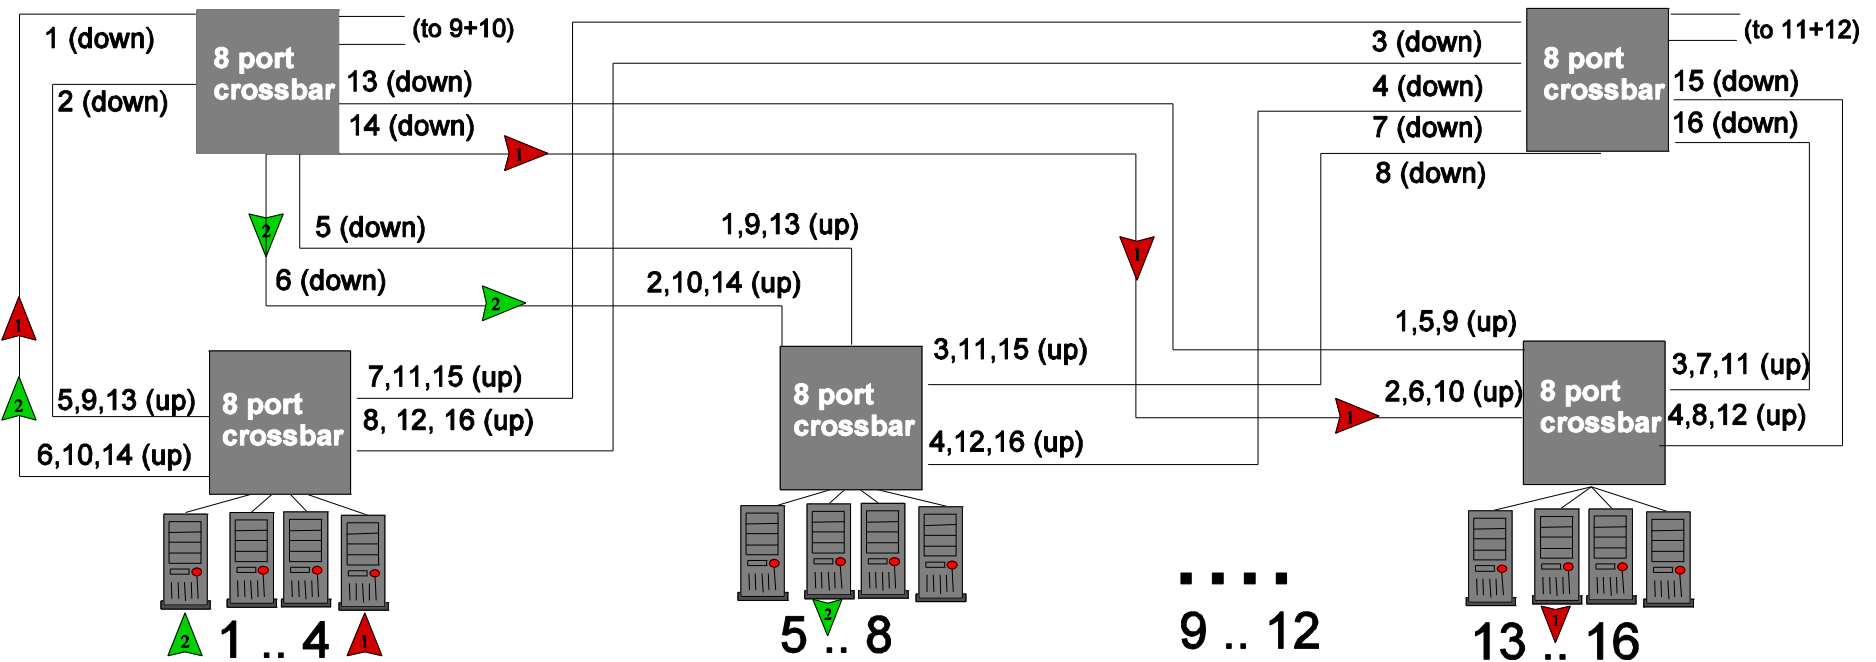 1 (down)
8 port
crossbar
(to 9+10)
3 (down)
8 port
crossbar
(to 11+12)
2 (down)
13 (down)
4 (down)
15 (down)
14 (down)
1
7 (down)
16 (down)
8 (down)
2
5 (down)
1,9,13 (up)
1
6 (down)
2
2,10,14 (up)
1
1,5,9 (up)
3,11,15 (up)
3,7,11 (up)
2
5,9,13 (up)
8 port
crossbar
7,11,15 (up)
8, 12, 16 (up)
8 port
crossbar
2,6,10 (up)
1
8 port
crossbar
4,8,12 (up)
6,10,14 (up)
4,12,16 (up)
2
1 .. 4
1
5 .. 8
2
....
9 .. 12
13 .. 16
1